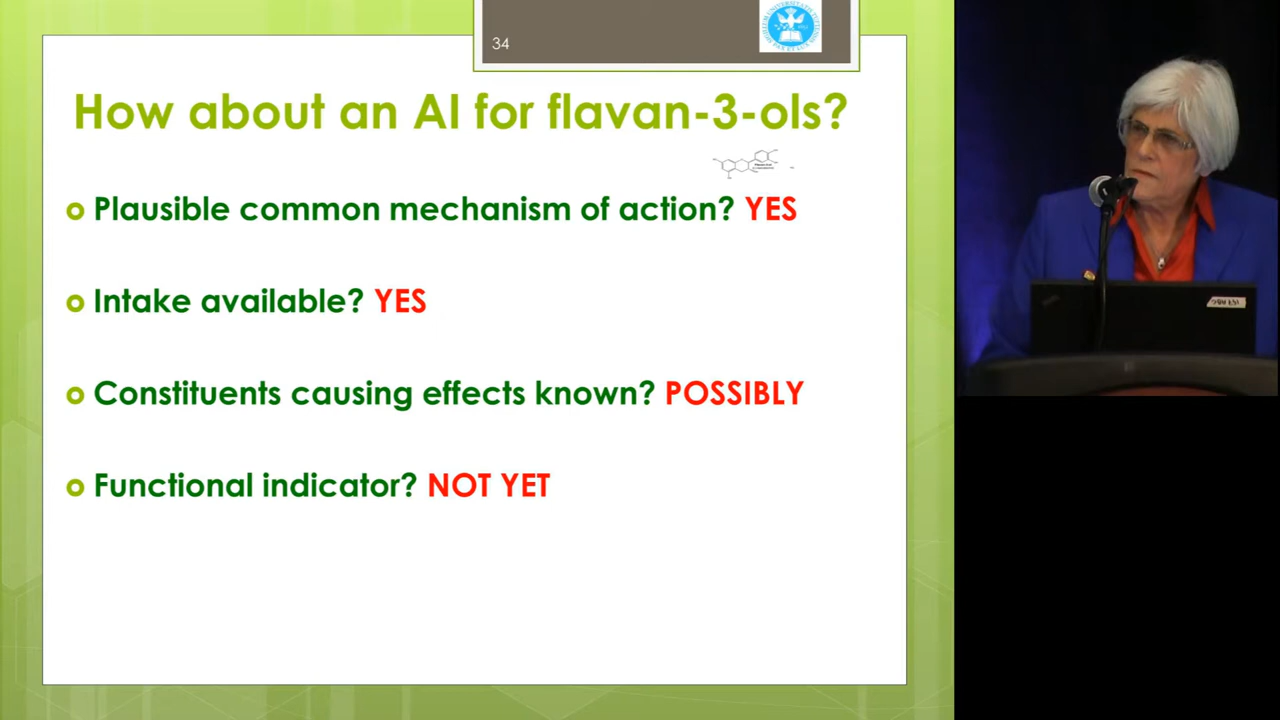 34
How about an AI for flavan-3-ols?
Plausible common mechanism of action? YES
Intake available? YES
Constituents causing effects known? POSSIBLY
Functional indicator? NOT YET